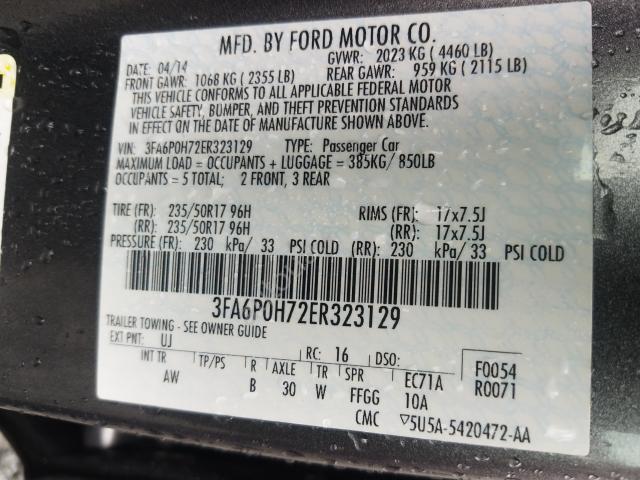 MFD. BY FORD MOTOR CO.
DATE: 04/14 GVWR: 2023 KG ( 4460 LB)
FRONT GAWR: 1068 KG ( 2355 LB) REAR GAWR: 959 KG ( 2115 LB)
THIS VEHICLE CONFORMS TO ALL APPLICABLE FEDERAL MOTOR
VEHICLE SAFETY, BUMPER, AND THEFT PREVENTION STANDARDS
IN EFFECT ON THE DATE OF MANUFACTURE SHOWN ABOVE.
VIN: 3FA6P0H72ER323129 TYPE: Passenger Car
MAXIMUM LOAD = OCCUPANTS + LUGGAGE = 385KG/ 850LB
OCCUPANTS = 5 TOTAL; 2 FRONT, 3 REAR
TIRE (FR): 235/50R17 96H RIMS (FR): 17x7.5J
(RR): 235/50R17 96H (RR): 17x7.5J
PRESSURE (FR): 230 kPa/ 33 PSI COLD (RR): 230 kPa/ 33 PSI COLD
3FA6P0H72ER323129
TRAILER TOWING - SEE OWNER GUIDE
EXT PNT: UJ RC: 16 DSO:
INT TR TP/PS R AXLE TR SPR EC71A F0054
AW B 30 W FFGG 10A R0071
CMC ▽5U5A-5420472-AA